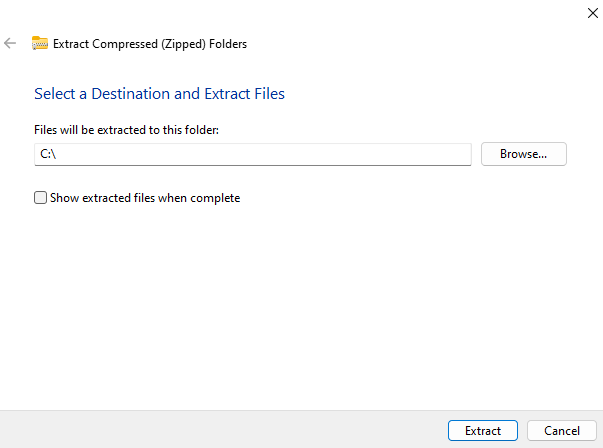 Extract Compressed (Zipped) Folders
Select a Destination and Extract Files
Files will be extracted to this folder:
C:\
Browse...
Show extracted files when complete
Extract
Cancel